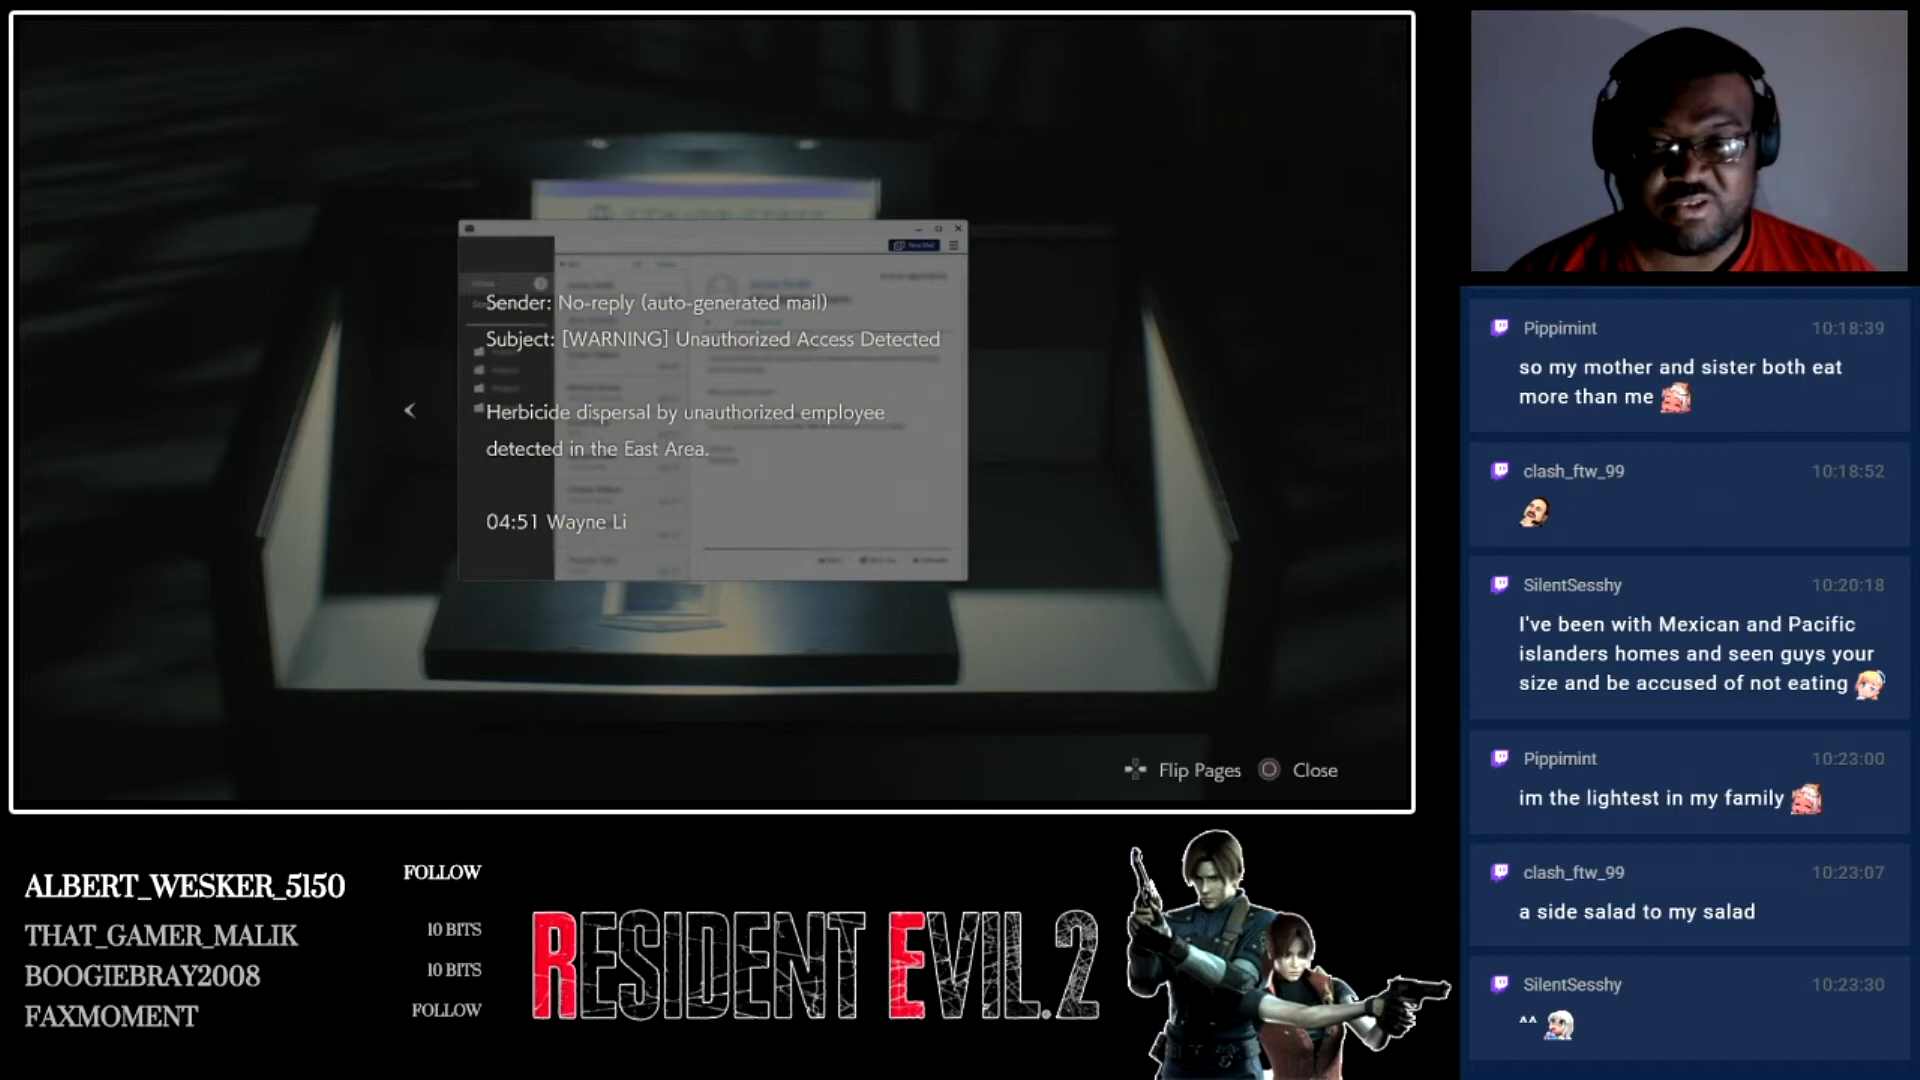 Sender: No-reply (auto-generated mail)
Subject: [WARNING] Unauthorized Access Detected
Herbicide dispersal by unauthorized employee
detected in the East Area.
04:51 Wayne Li
Flip Pages
Close
Pippimint 10:18:39
so my mother and sister both eat
more than me
clash_ftw_99 10:18:52
SilentSesshy 10:20:18
I've been with Mexican and Pacific
islanders homes and seen guys your
size and be accused of not eating
Pippimint 10:23:00
im the lightest in my family
clash_ftw_99 10:23:07
a side salad to my salad
SilentSesshy 10:23:30
^^
ALBERT_WESKER_5150 FOLLOW
THAT_GAMER_MALIK 10 BITS
BOOGIEBRAY2008 10 BITS
FAXMOMENT FOLLOW
RESIDENT EVIL.2